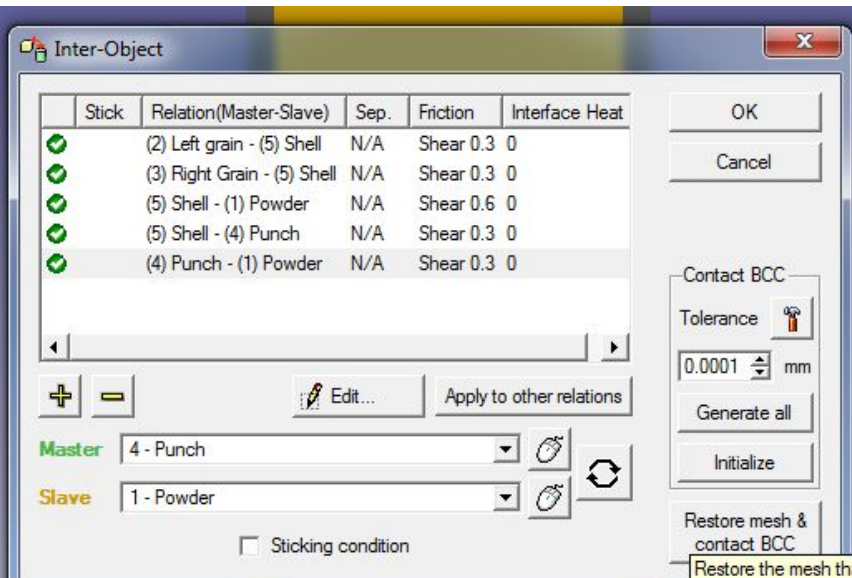 Inter-Object
Stick Relation(Master-Slave) Sep. Friction Interface Heat
(2) Left grain - (5) Shell N/A Shear 0.3 0
(3) Right Grain - (5) Shell N/A Shear 0.3 0
(5) Shell - (1) Powder N/A Shear 0.6 0
(5) Shell - (4) Punch N/A Shear 0.3 0
(4) Punch - (1) Powder N/A Shear 0.3 0
OK
Cancel
Contact BCC
Tolerance
0.0001 mm
Generate all
Initialize
Restore mesh &
contact BCC
Restore the mesh tha
Edit... Apply to other relations
Master 4 - Punch
Slave 1 - Powder
Sticking condition